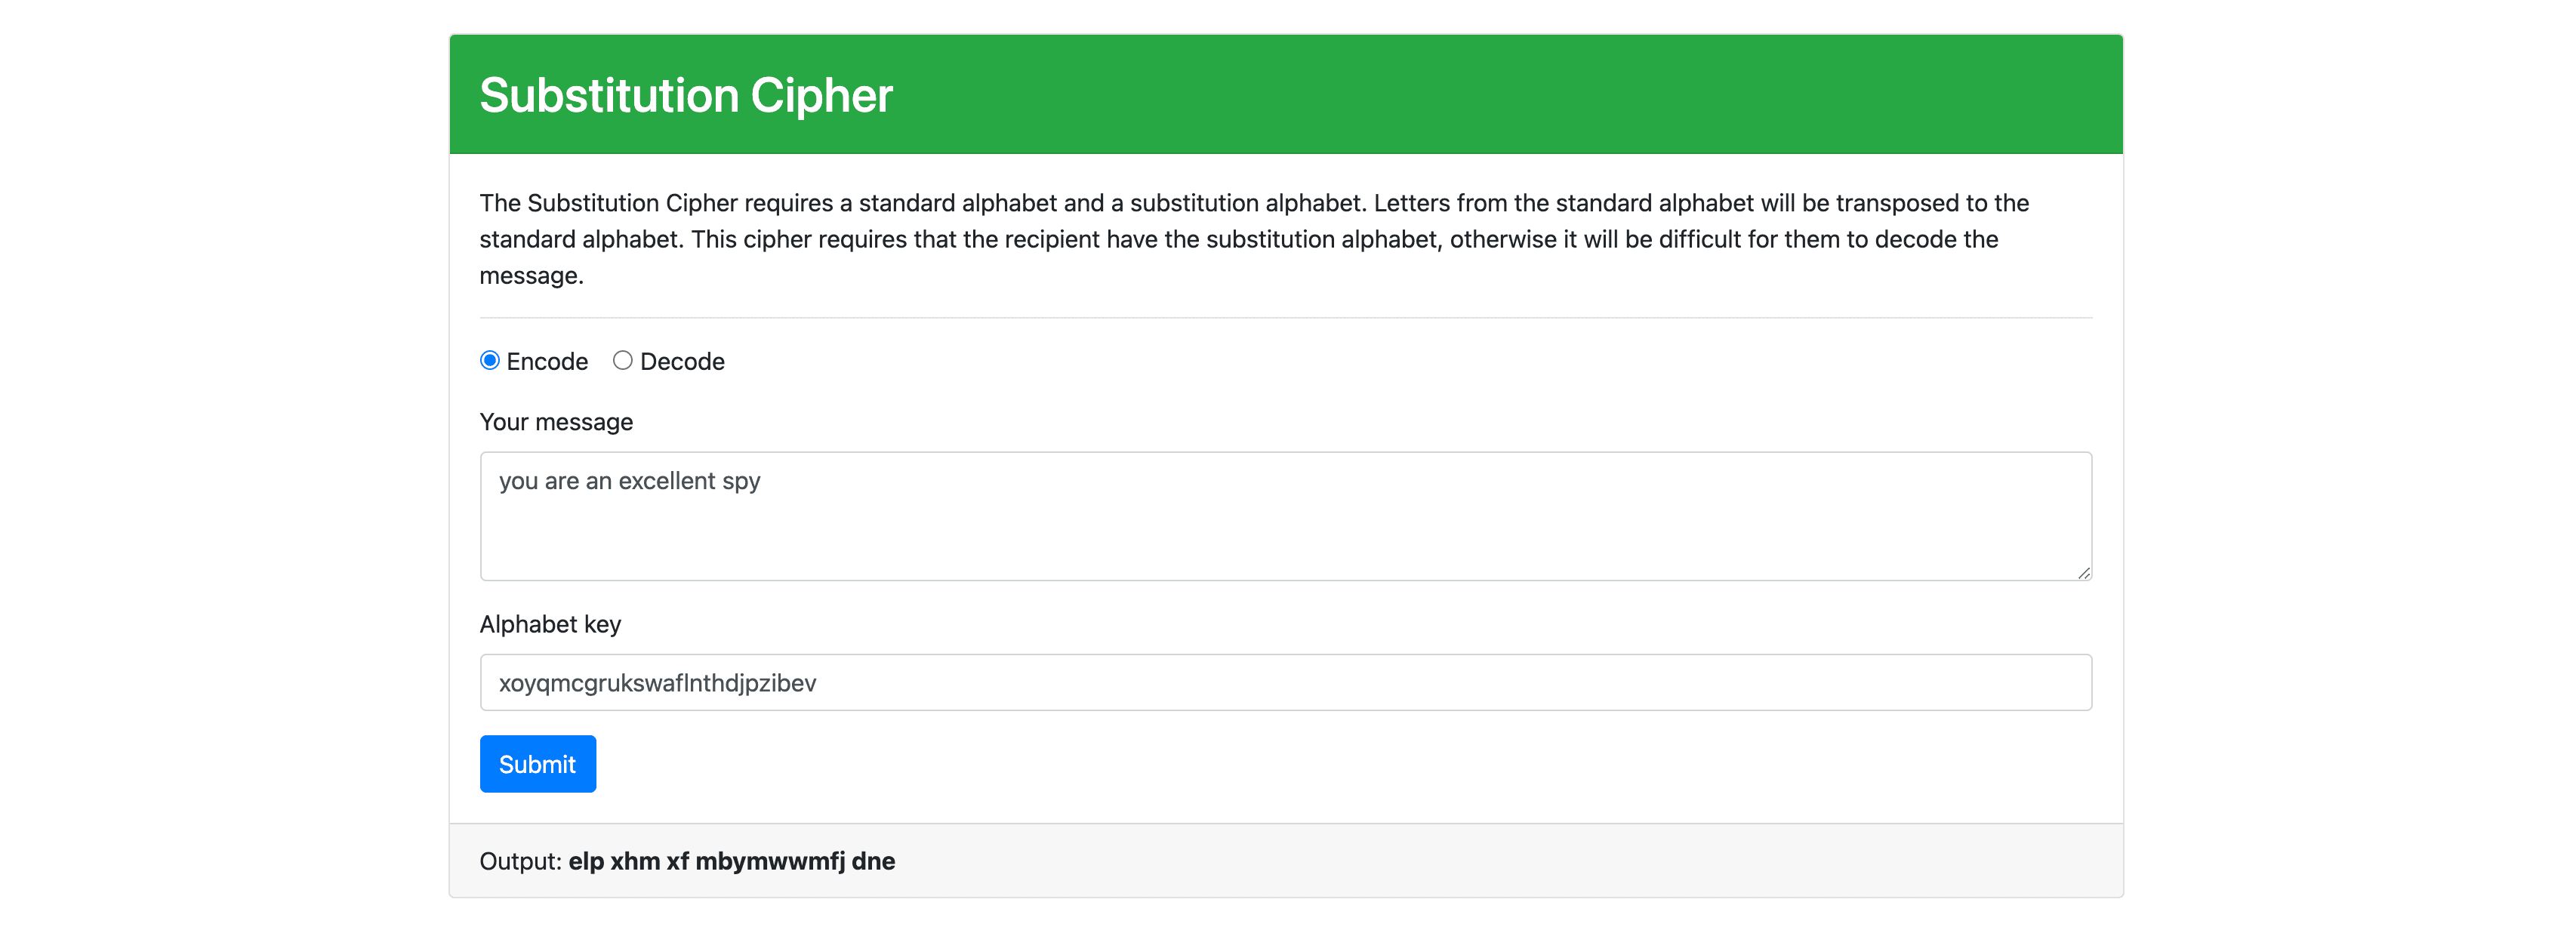 Substitution Cipher
The Substitution Cipher requires a standard alphabet and a substitution alphabet. Letters from the standard alphabet will be transposed to the
standard alphabet. This cipher requires that the recipient have the substitution alphabet, otherwise it will be difficult for them to decode the
message.
Encode Decode
Your message
you are an excellent spy
Alphabet key
xoyqmcgrukswaflnthdjpzibev
Submit
Output: elp xhm xf mbymwwmfj dne